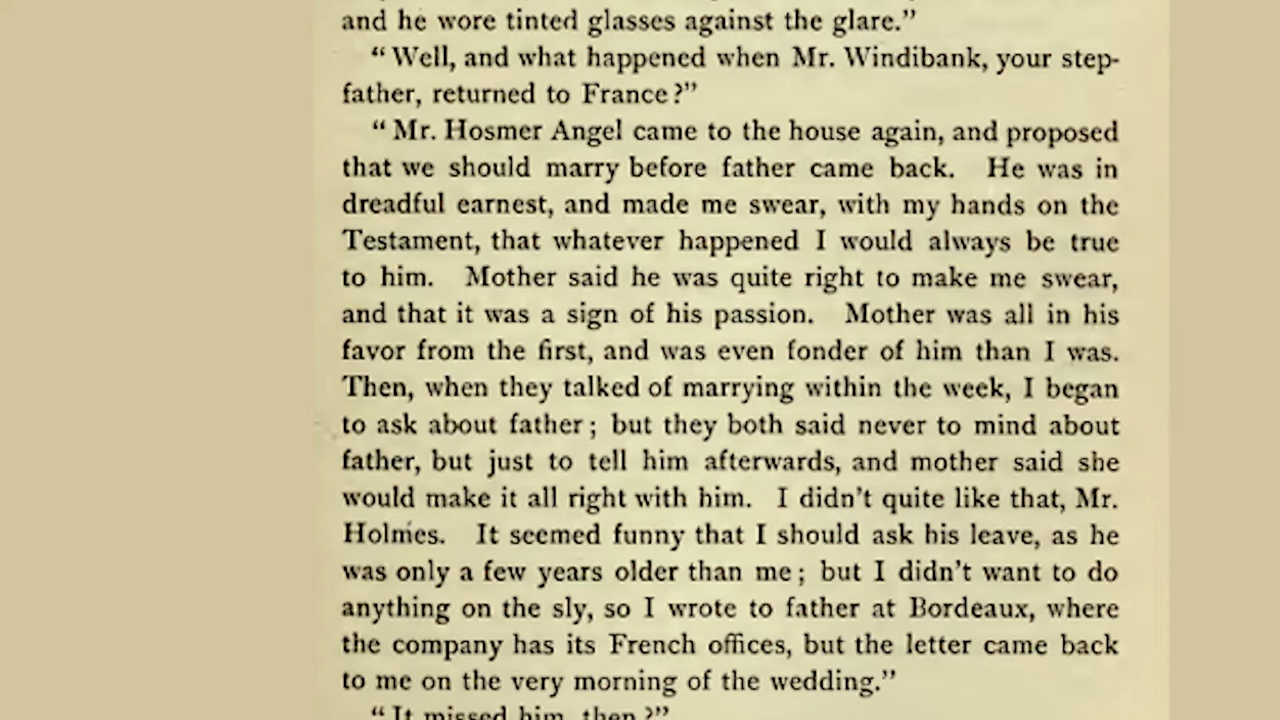 and he wore tinted glasses against the glare.”
“Well, and what happened when Mr. Windibank, your step-
father, returned to France?”
“Mr. Hosmer Angel came to the house again, and proposed
that we should marry before father came back. He was in
dreadful earnest, and made me swear, with my hands on the
Testament, that whatever happened I would always be true
to him. Mother said he was quite right to make me swear,
and that it was a sign of his passion. Mother was all in his
favor from the first, and was even fonder of him than I was.
Then, when they talked of marrying within the week, I began
to ask about father; but they both said never to mind about
father, but just to tell him afterwards, and mother said she
would make it all right with him. I didn’t quite like that, Mr.
Holmes. It seemed funny that I should ask his leave, as he
was only a few years older than me; but I didn’t want to do
anything on the sly, so I wrote to father at Bordeaux, where
the company has its French offices, but the letter came back
to me on the very morning of the wedding.”
“It missed him, then?”